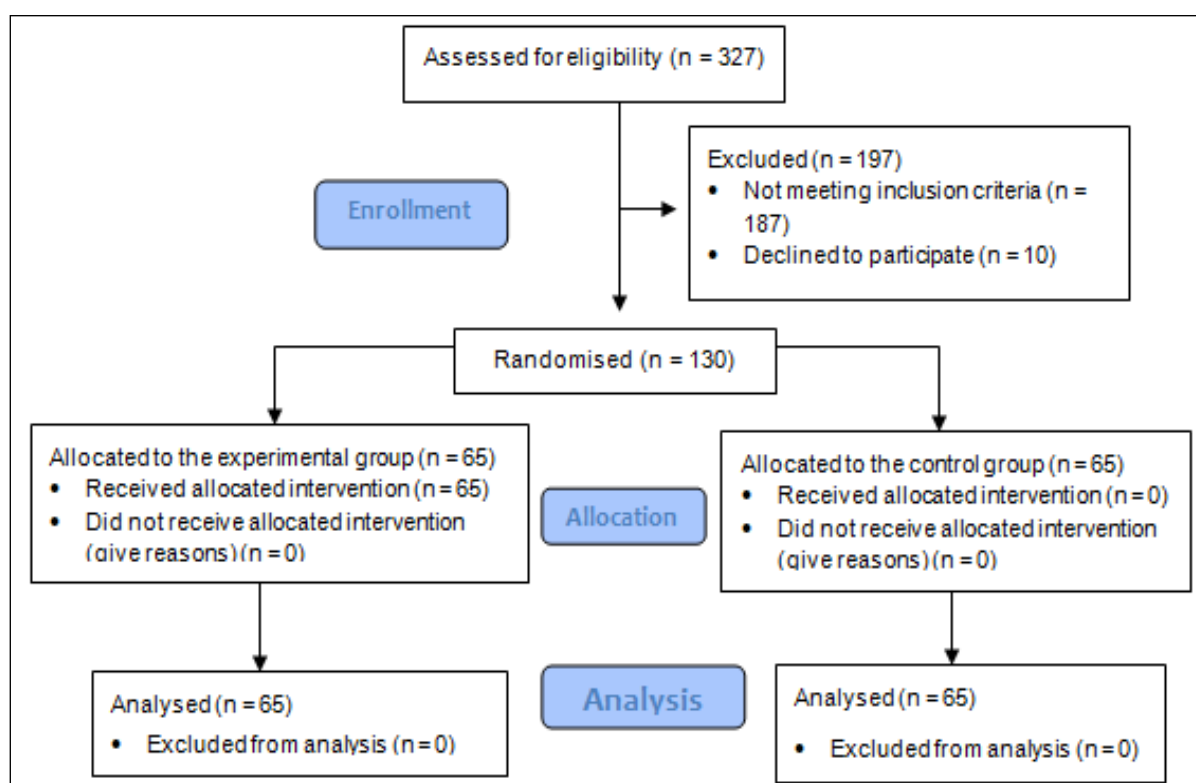 Assessed for eligibility (n = 327)
Excluded (n = 197)
• Not meeting inclusion criteria (n =
187)
• Declined to participate (n = 10)
Enrollment
Randomised (n = 130)
Allocated to the experimental group (n = 65)
• Received allocated intervention (n = 65)
• Did not receive allocated intervention
(give reasons) (n = 0)
Allocation
Allocated to the control group (n = 65)
• Received allocated intervention (n = 0)
• Did not receive allocated intervention
(give reasons) (n = 0)
Analysed (n = 65)
• Excluded from analysis (n = 0)
Analysis
Analysed (n = 65)
• Excluded from analysis (n = 0)